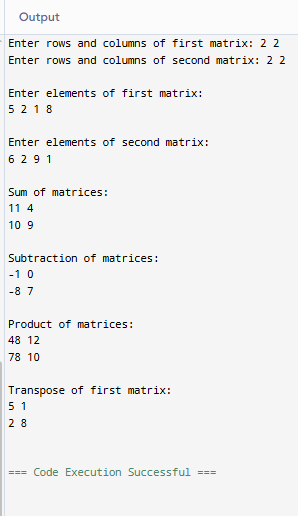 Output
Enter rows and columns of first matrix: 2 2
Enter rows and columns of second matrix: 2 2
Enter elements of first matrix:
5 2 1 8
Enter elements of second matrix:
6 2 9 1
Sum of matrices:
11 4
10 9
Subtraction of matrices:
-1 0
-8 7
Product of matrices:
48 12
78 10
Transpose of first matrix:
5 1
2 8
=== Code Execution Successful ===